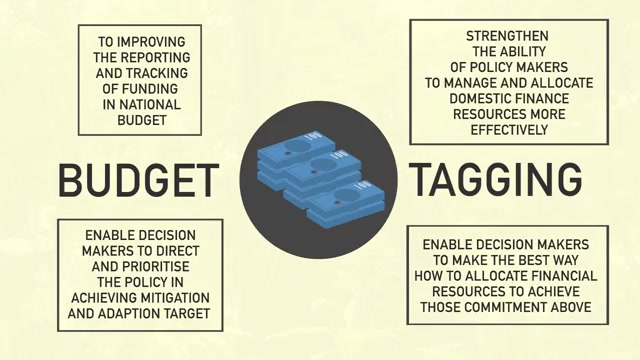 TO IMPROVING
THE REPORTING
AND TRACKING
OF FUNDING
IN NATIONAL
BUDGET
STRENGTHEN
THE ABILITY
OF POLICY MAKERS
TO MANAGE AND ALLOCATE
DOMESTIC FINANCE
RESOURCES MORE
EFFECTIVELY
BUDGET
TAGGING
100
100
100
ENABLE DECISION
MAKERS TO DIRECT
AND PRIORITISE
THE POLICY IN
ACHIEVING MITIGATION
AND ADAPTION TARGET
ENABLE DECISION MAKERS
TO MAKE THE BEST WAY
HOW TO ALLOCATE FINANCIAL
RESOURCES TO ACHIEVE
THOSE COMMITMENT ABOVE